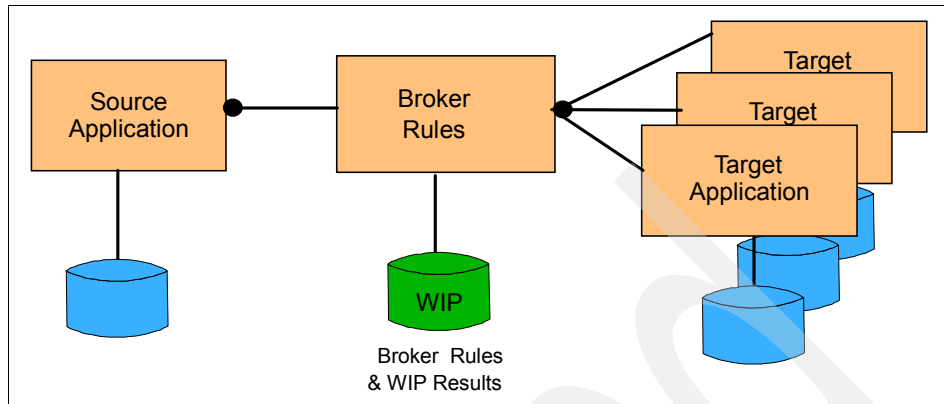 Source
Application
Broker
Rules
Target
Target
Target
Application
WIP
Broker Rules
& WIP Results